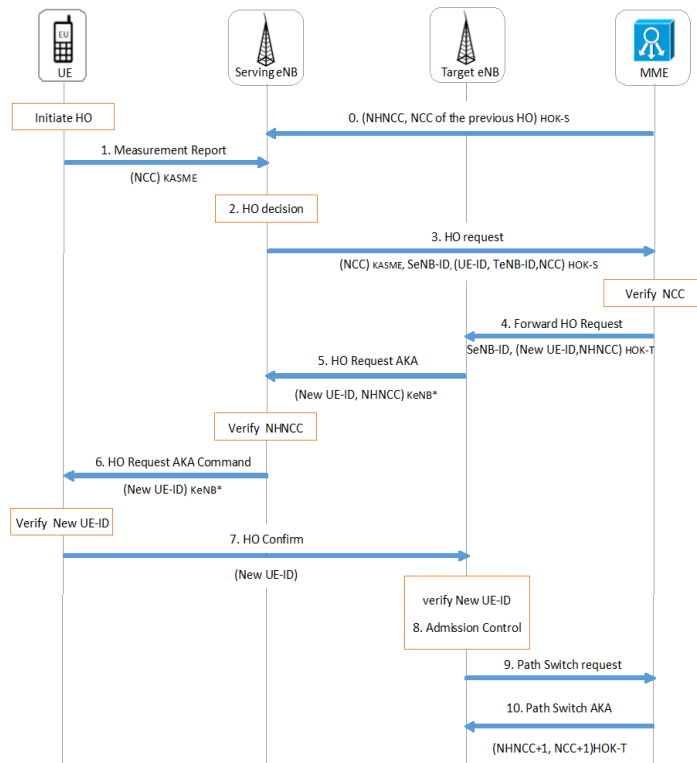 EU
UE
Serving eNB
Target eNB
MME
Initiate HO
0. (NHNCC, NCC of the previous HO) HOK-S
1. Measurement Report
(NCC) KASME
2. HO decision
3. HO request
(NCC) KASME, SeNB-ID, (UE-ID, TeNB-ID,NCC) HOK-S
Verify NCC
4. Forward HO Request
SeNB-ID, (New UE-ID,NHNCC) HOK-T
5. HO Request AKA
(New UE-ID, NHNCC) KeNB*
Verify NHNCC
6. HO Request AKA Command
(New UE-ID) KeNB*
Verify New UE-ID
7. HO Confirm
(New UE-ID)
verify New UE-ID
8. Admission Control
9. Path Switch request
10. Path Switch AKA
(NHNCC+1, NCC+1)HOK-T